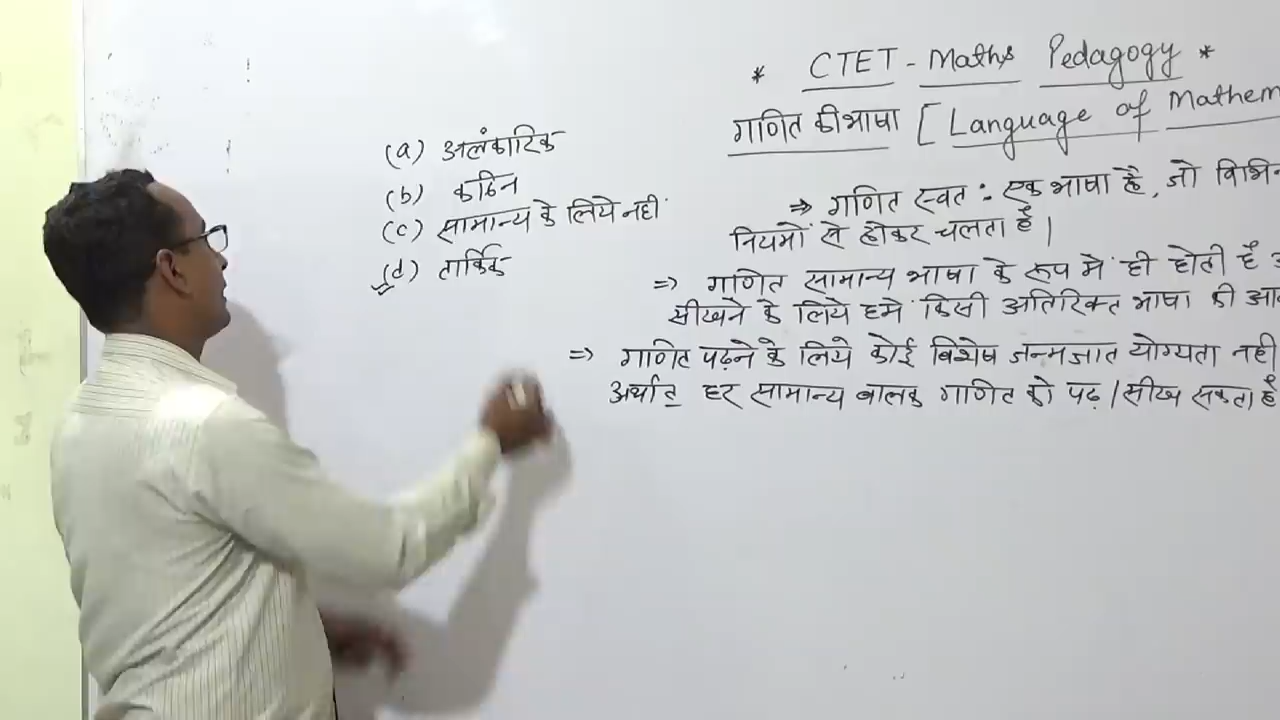 * CTET - Maths Pedagogy *
गणित की भाषा [Language of Mathem
⇒ गणित स्वत: एक भाषा है, जो विभिन
नियमों से होकर चलता है।
⇒ गणित सामान्य भाषा के रूप में ही होती है
सीखने के लिये हमें किसी अतिरिक्त भाषा की आव
⇒ गणित पढ़ने के लिये कोई विशेष जन्मजात योग्यता नही
अर्थात् हर सामान्य बालक गणित को पढ़/सीख सकता है
(a) अलंकारिक
(b) कठिन
(c) सामान्य के लिये नहीं
(d) तार्किक